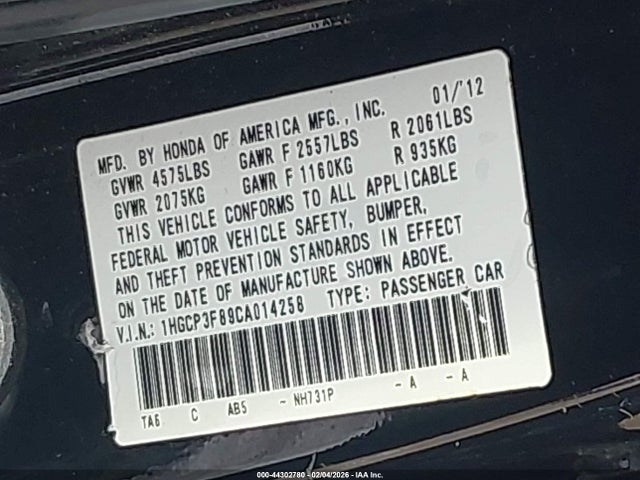 MFD. BY HONDA OF AMERICA MFG., INC. 01/'12
GVWR 4575LBS GAWR F 2557LBS R 2061LBS
GVWR 2075KG GAWR F 1160KG R 935KG
THIS VEHICLE CONFORMS TO ALL APPLICABLE
FEDERAL MOTOR VEHICLE SAFETY, BUMPER,
AND THEFT PREVENTION STANDARDS IN EFFECT
ON THE DATE OF MANUFACTURE SHOWN ABOVE.
V.I.N.: 1HGCP3F89CA014258 TYPE: PASSENGER CAR
TA6 C AB5 ~ NH731P - A - A
000-44302780 - 02/04/2026 - IAA Inc.